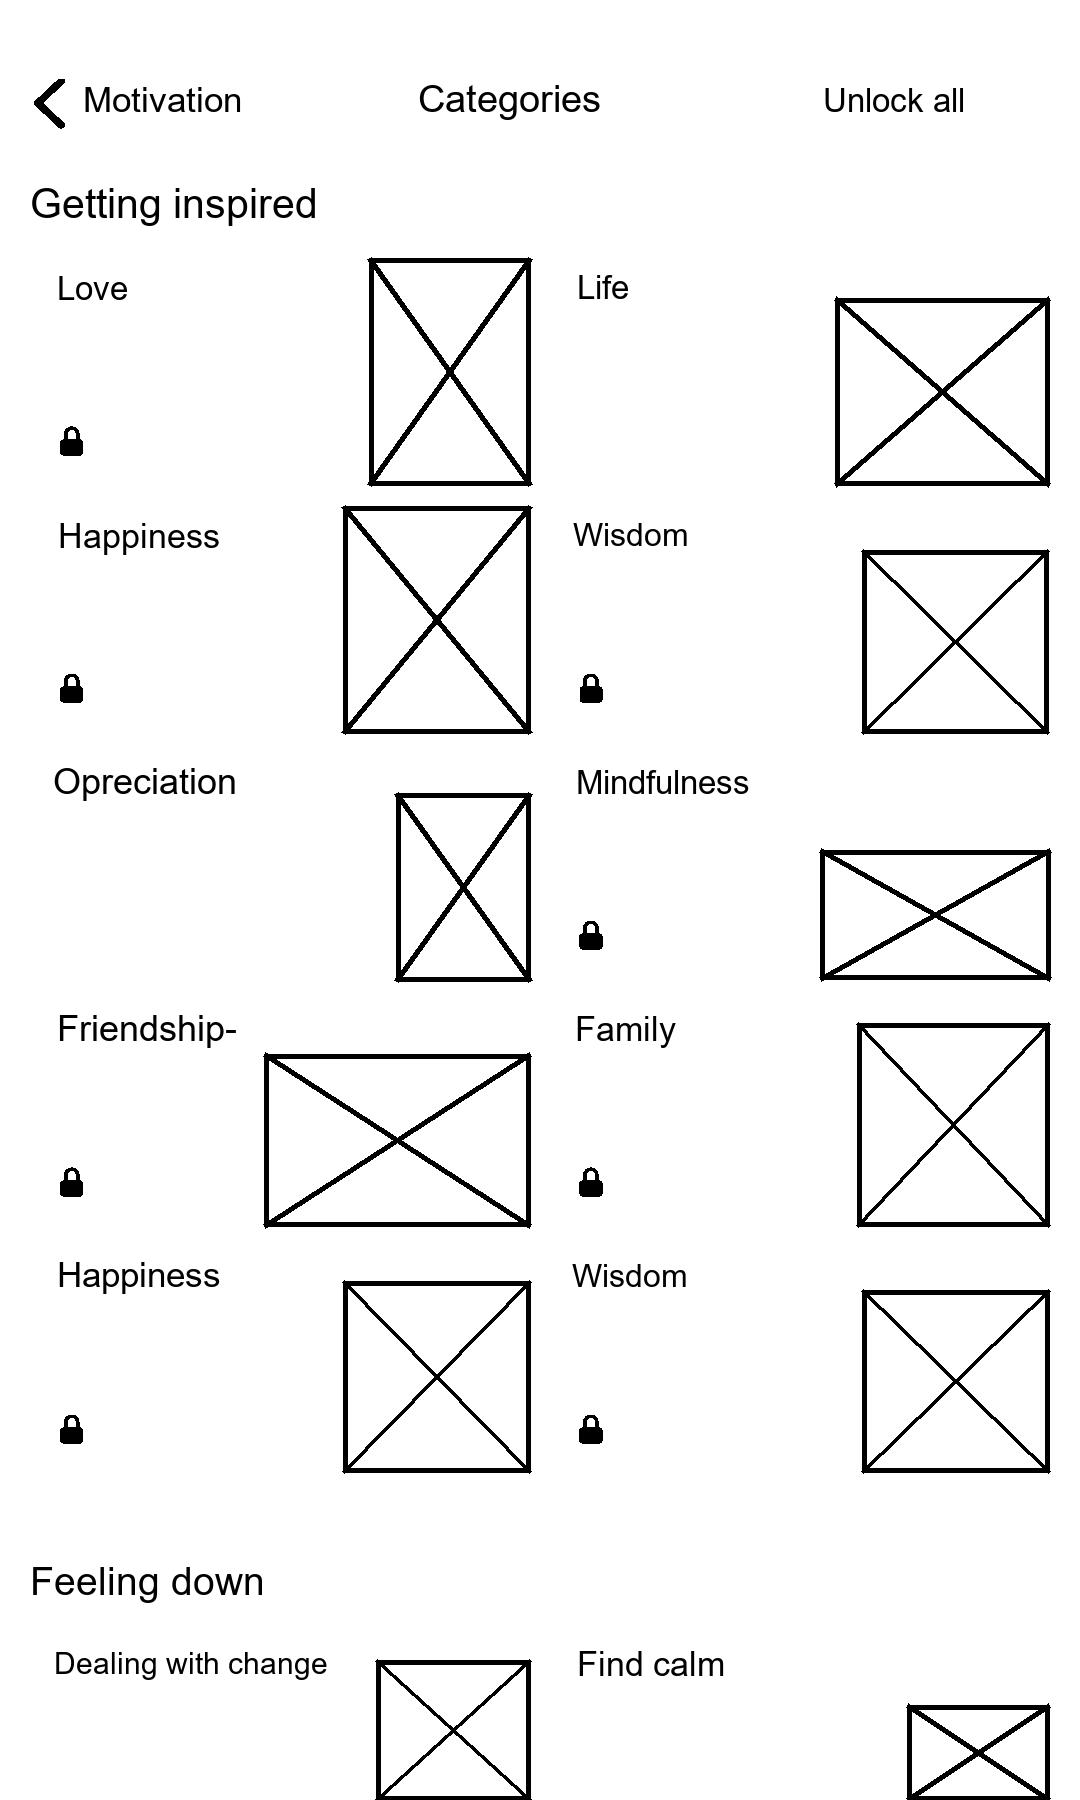 Motivation Categories Unlock all
Getting inspired
Love Life
Happiness Wisdom
Opreciation Mindfulness
Friendship- Family
Happiness Wisdom
Feeling down
Dealing with change Find calm